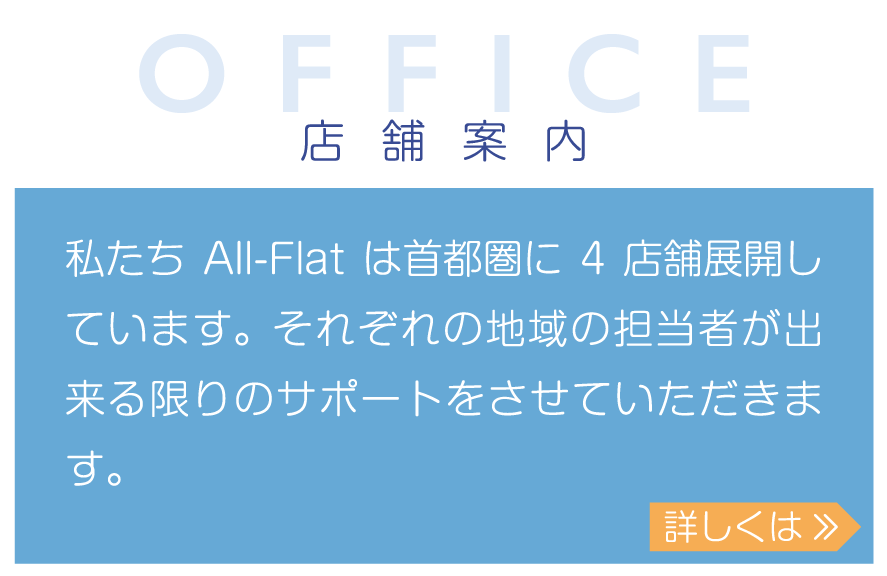 OFFICE
店舗案内
私たち All-Flat は首都圏に 4 店舗展開し
ています。それぞれの地域の担当者が出
来る限りのサポートをさせていただきま
す。
詳しくは »